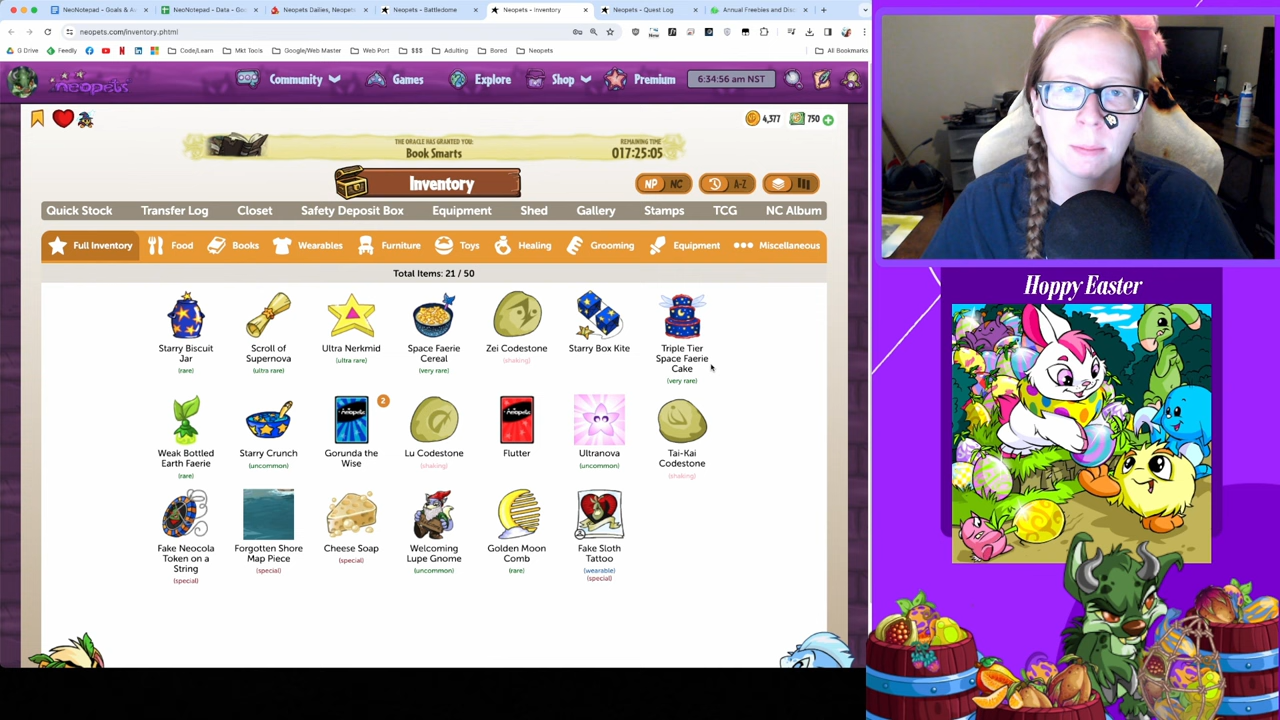 NeoNotepad - Goals & Av
NeoNotepad - Data - Goo
Neopets Dailies, Neopets
Neopets - Battledome
Neopets - Inventory
Neopets - Quest Log
Annual Freebies and Disc
neopets.com/inventory.phtml
G Drive
Feedly
Code/Learn
Mkt Tools
Google/Web Master
Web Port
$$$
Adulting
Bored
Neopets
All Bookmarks
neopets
Community
Games
Explore
Shop
Premium
6:34:56 am NST
4,377
750
THE ORACLE HAS GRANTED YOU:
Book Smarts
REMAINING TIME
017:25:05
Inventory
NP NC
A-Z
Quick Stock
Transfer Log
Closet
Safety Deposit Box
Equipment
Shed
Gallery
Stamps
TCG
NC Album
Full Inventory
Food
Books
Wearables
Furniture
Toys
Healing
Grooming
Equipment
Miscellaneous
Total Items: 21 / 50
Starry Biscuit
Jar
(rare)
Scroll of
Supernova
(ultra rare)
Ultra Nerkmid
(ultra rare)
Space Faerie
Cereal
(very rare)
Zei Codestone
(shaking)
Starry Box Kite
Triple Tier
Space Faerie
Cake
(very rare)
Weak Bottled
Earth Faerie
(rare)
Starry Crunch
(uncommon)
2
Neopets
Gorunda the
Wise
Lu Codestone
(shaking)
Neopets
Flutter
Ultranova
(uncommon)
Tai-Kai
Codestone
(shaking)
Fake Neocola
Token on a
String
(special)
Forgotten Shore
Map Piece
(special)
Cheese Soap
(special)
Welcoming
Lupe Gnome
(uncommon)
Golden Moon
Comb
(rare)
Fake Sloth
Tattoo
(wearable)
(special)
Hoppy Easter